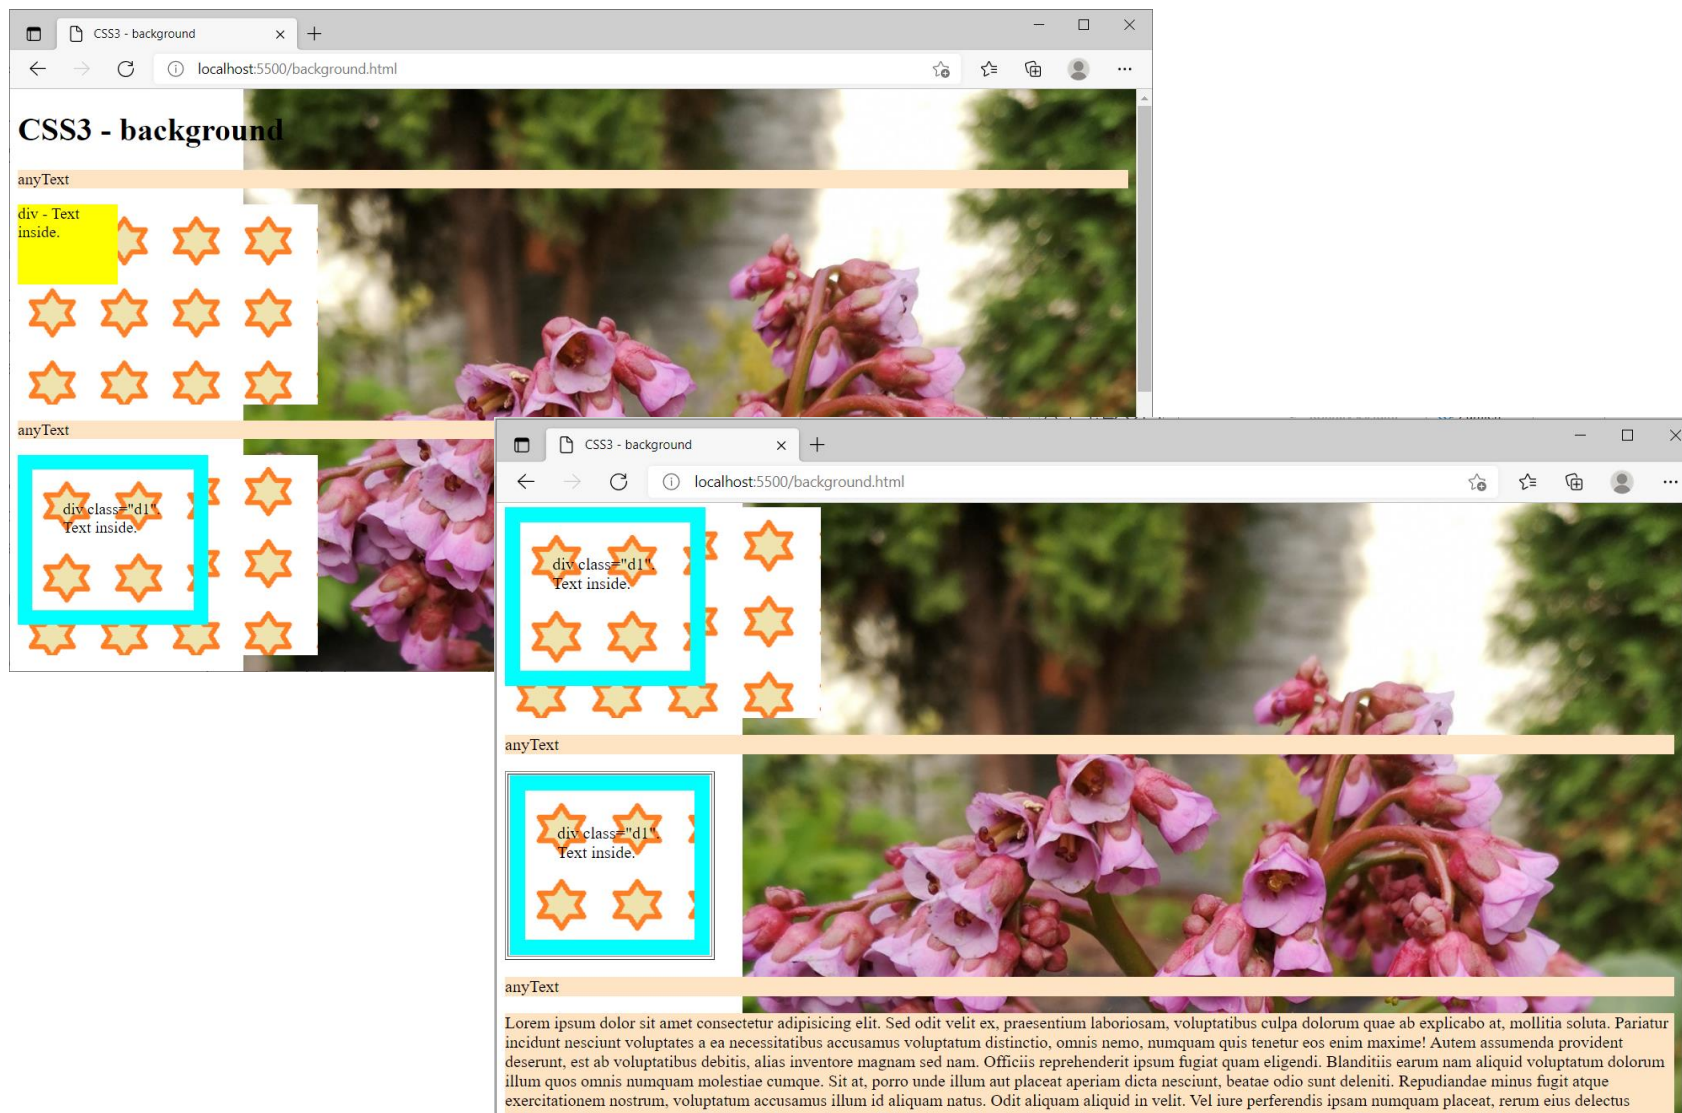 CSS3 - background
localhost:5500/background.html
CSS3 - background
anyText
div - Text
inside.
anyText
div class="d1".
Text inside.
CSS3 - background
localhost:5500/background.html
div class="d1".
Text inside.
anyText
div class="d1".
Text inside.
anyText
Lorem ipsum dolor sit amet consectetur adipisicing elit. Sed odit velit ex, praesentium laboriosam, voluptatibus culpa dolorum quae ab explicabo at, mollitia soluta. Pariatur
incidunt nesciunt voluptates a ea necessitatibus accusamus voluptatum distinctio, omnis nemo, numquam quis tenetur eos enim maxime! Autem assumenda provident
deserunt, est ab voluptatibus debitis, alias inventore magnam sed nam. Officiis reprehenderit ipsum fugiat quam eligendi. Blanditiis earum nam aliquid voluptatum dolorum
illum quos omnis numquam molestiae cumque. Sit at, porro unde illum aut placeat aperiam dicta nesciunt, beatae odio sunt deleniti. Repudiandae minus fugit atque
exercitationem nostrum, voluptatum accusamus illum id aliquam natus. Odit aliquam aliquid in velit. Vel iure perferendis ipsam numquam placeat, rerum eius delectus